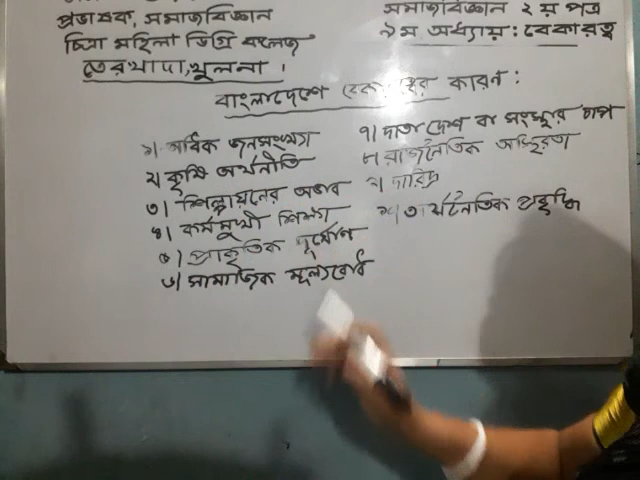 প্রভাষক, সমাজবিজ্ঞান
চিত্রা মহিলা ডিগ্রি কলেজ
তেরখাদা, খুলনা ।
সমাজবিজ্ঞান ২য় পত্র
৯ম অধ্যায় : বেকারত্ব
বাংলাদেশে কারণ :
১। অধিক জনসংখ্যা
২। কৃষি অর্থনীতি
৩। শিল্পায়নের অভাব
৪। কর্মমুখী শিক্ষা
৫। প্রাকৃতিক দুর্যোগ
৬। সামাজিক মূল্যবোধ
৭। দাতা দেশ বা সংস্থার চাপ
৮। রাজনৈতিক অস্থিরতা
৯। দারিদ্র
১০। অর্থনৈতিক প্রবৃদ্ধি